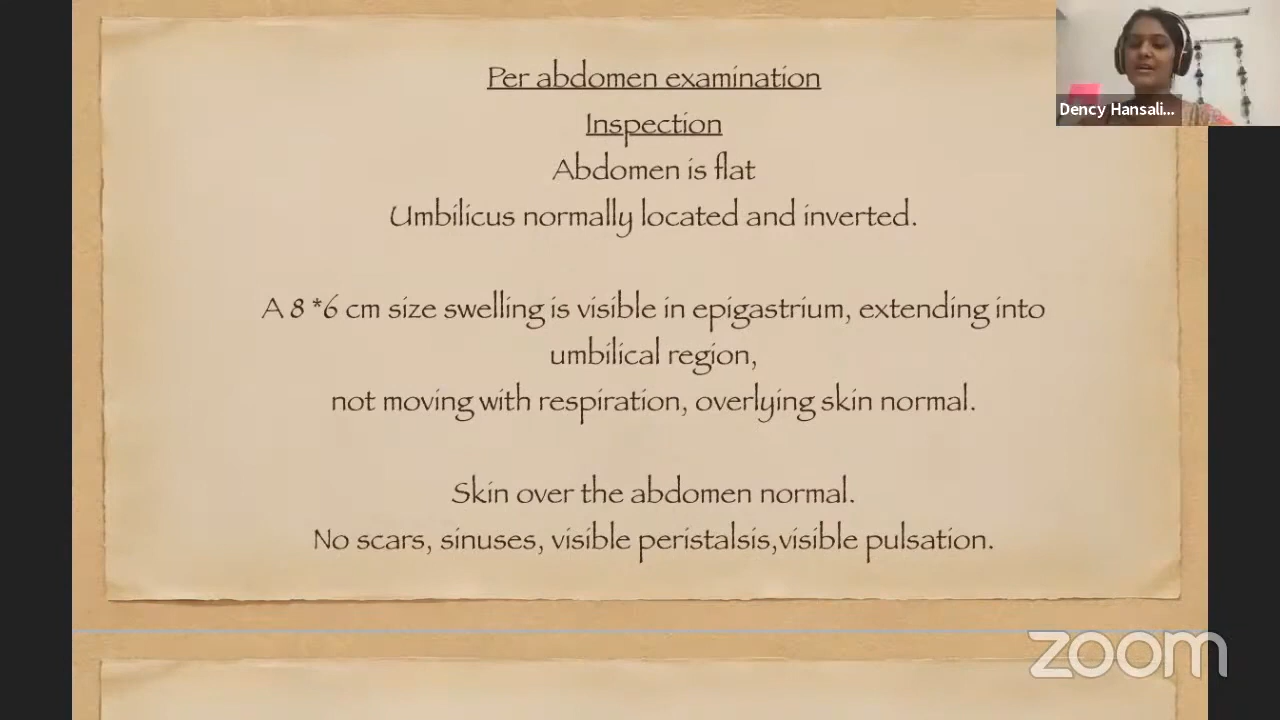 Per abdomen examination
Inspection
Abdomen is flat
Umbilicus normally located and inverted.
A 8 *6 cm size swelling is visible in epigastrium, extending into
umbilical region,
not moving with respiration, overlying skin normal.
Skin over the abdomen normal.
No scars, sinuses, visible peristalsis,visible pulsation.
Dency Hansali...
zoom